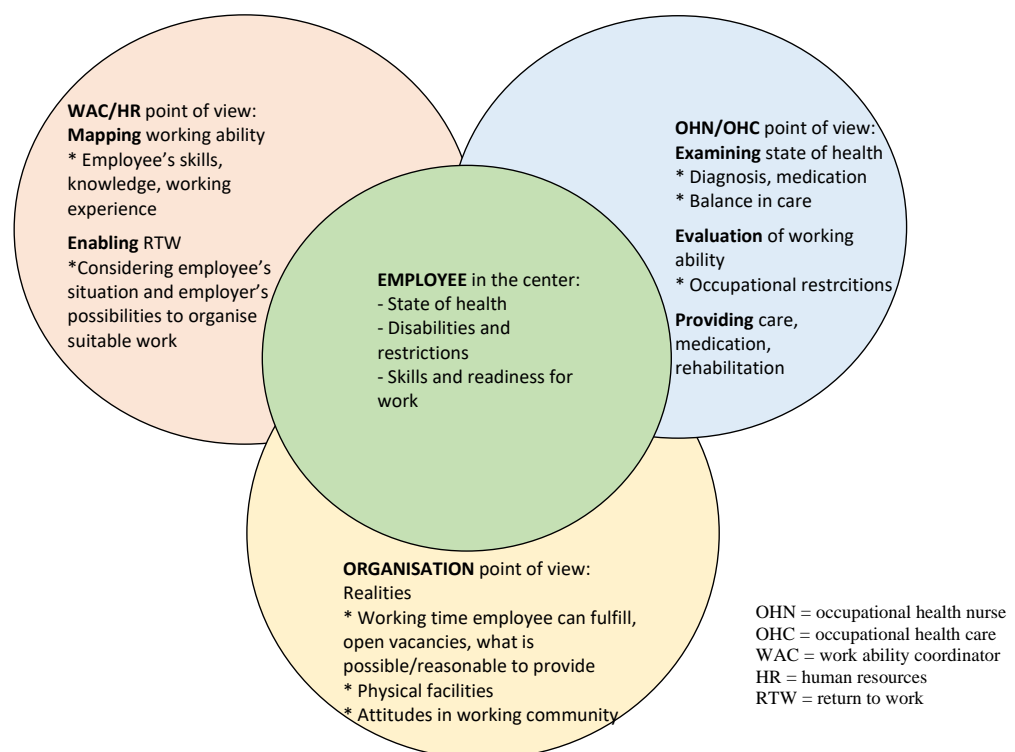 WAC/HR point of view:
Mapping working ability
* Employee's skills,
knowledge, working
experience
Enabling RTW
*Considering employee's
situation and employer's
possibilities to organise
suitable work
OHN/OHC point of view:
Examining state of health
* Diagnosis, medication
* Balance in care
Evaluation of working
ability
* Occupational restrcitions
Providing care,
medication,
rehabilitation
EMPLOYEE in the center:
- State of health
- Disabilities and
restrictions
- Skills and readiness for
work
ORGANISATION point of view:
Realities
* Working time employee can fulfill,
open vacancies, what is
possible/reasonable to provide
* Physical facilities
* Attitudes in working community
OHN = occupational health nurse
OHC = occupational health care
WAC = work ability coordinator
HR = human resources
RTW = return to work